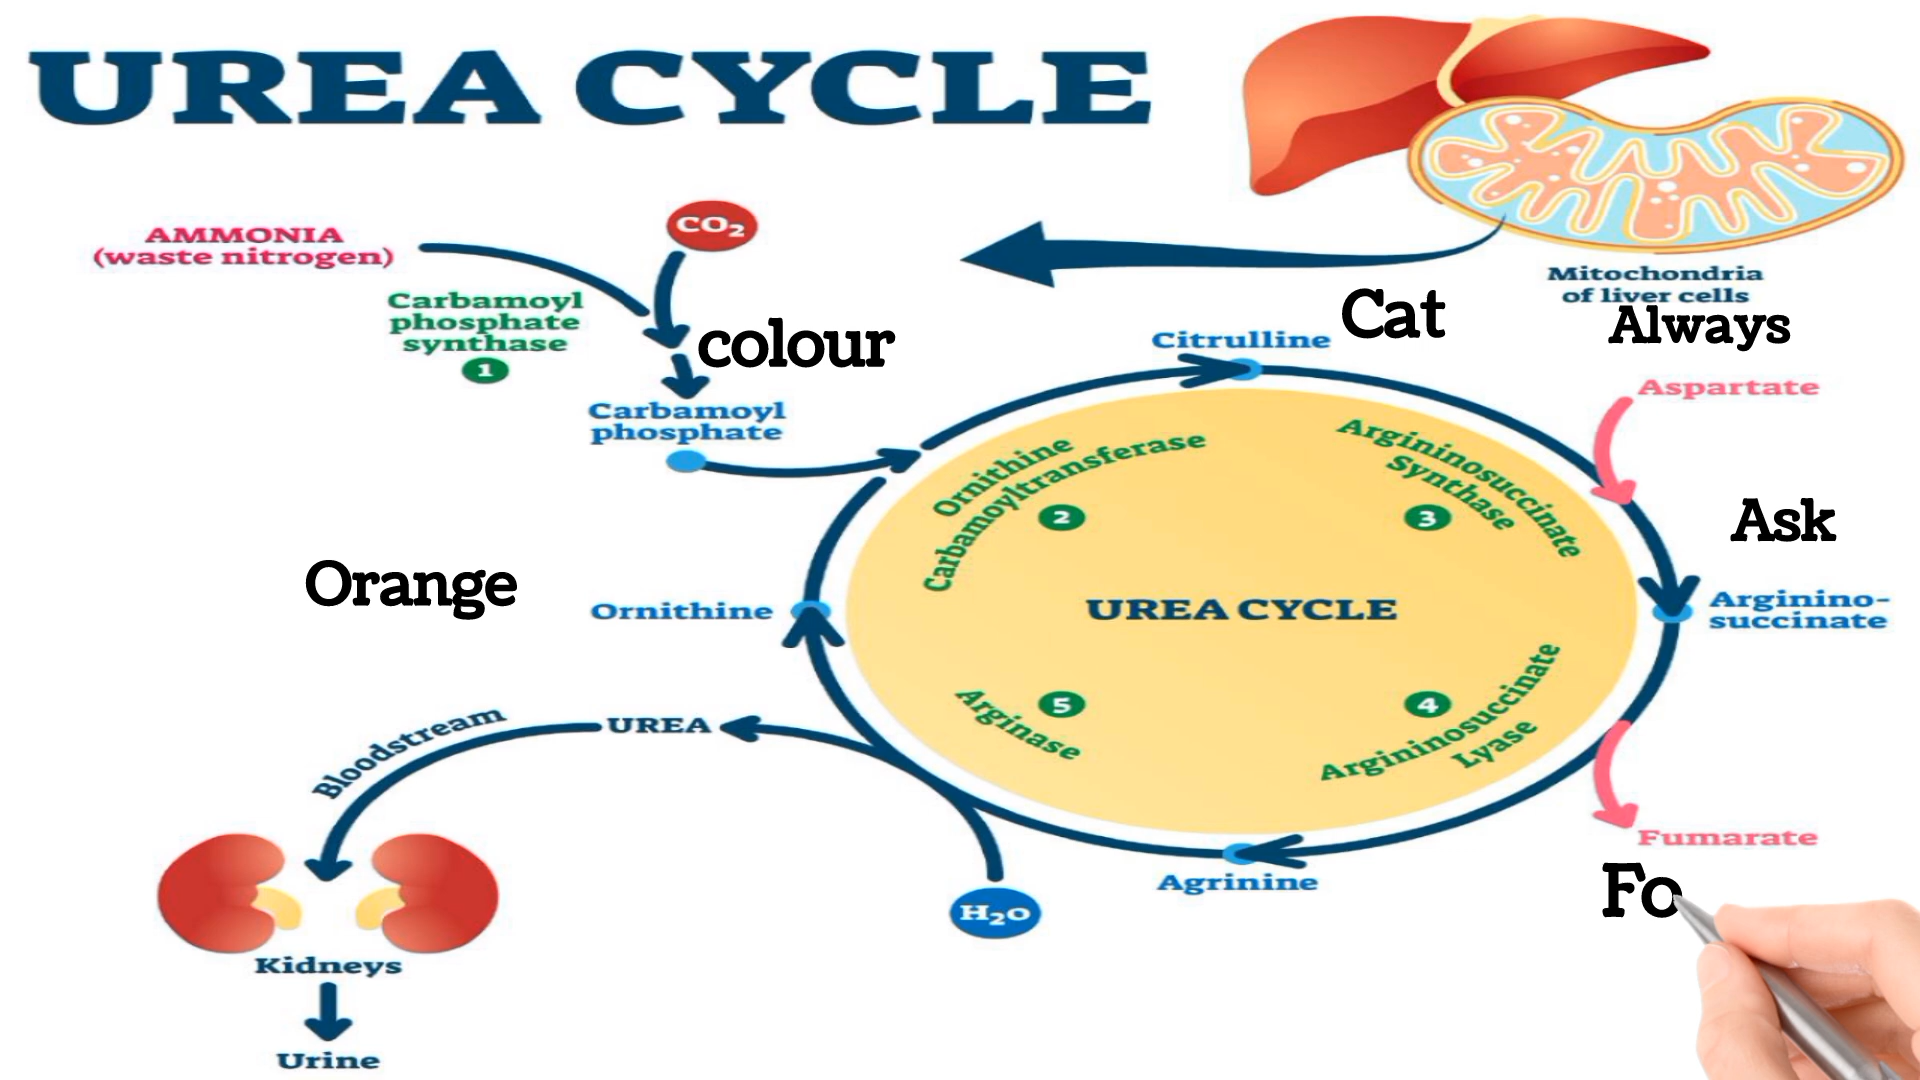 UREA CYCLE
AMMONIA
(waste nitrogen)
CO₂
Carbamoyl
phosphate
synthase
1
colour
Carbamoyl
phosphate
Mitochondria
of liver cells
Always
Cat
Citrulline
Aspartate
Ornithine
Carbamoyltransferase
2
Argininosuccinate
Synthase
3
Ask
Orange
Ornithine
UREA CYCLE
Arginino-
succinate
5
Arginase
4
Argininosuccinate
Lyase
Bloodstream
UREA
Fumarate
Fo
Agrinine
H₂O
Kidneys
Urine